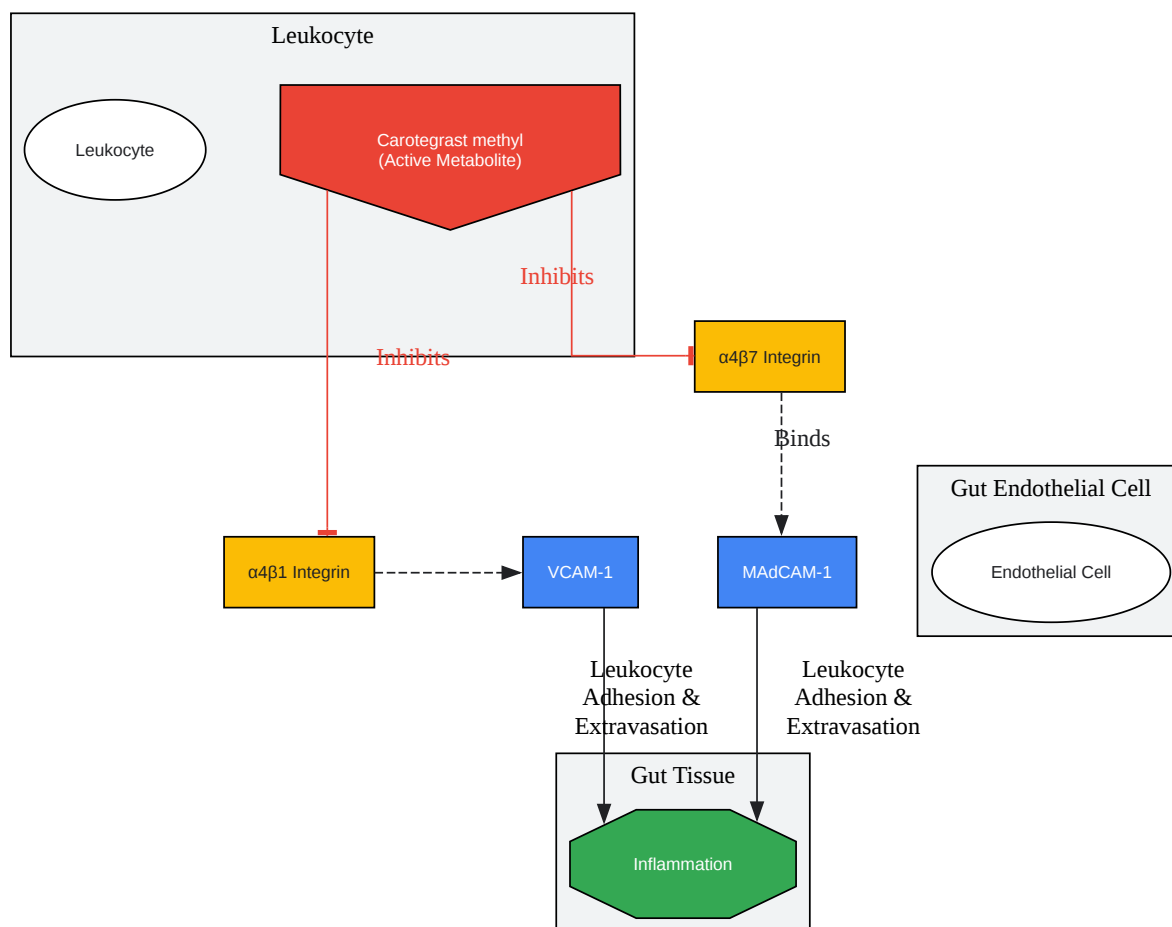 Leukocyte
Leukocyte
Carotegrast methyl
(Active Metabolite)
Inhibits
Inhibits
α4β7 Integrin
Binds
Gut Endothelial Cell
Endothelial Cell
α4β1 Integrin
VCAM-1
MAdCAM-1
Leukocyte
Adhesion &
Extravasation
Leukocyte
Adhesion &
Extravasation
Gut Tissue
Inflammation